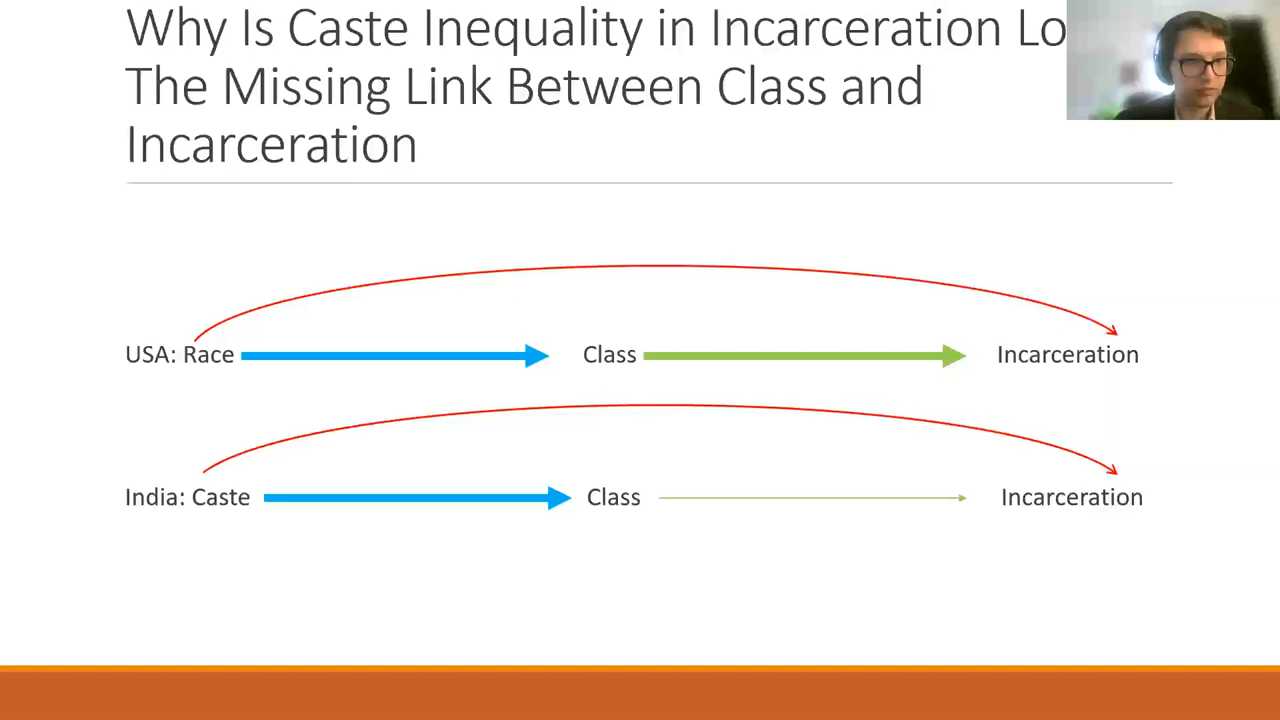 Why Is Caste Inequality in Incarceration
The Missing Link Between Class and
Incarceration
USA: Race Class Incarceration
India: Caste Class Incarceration